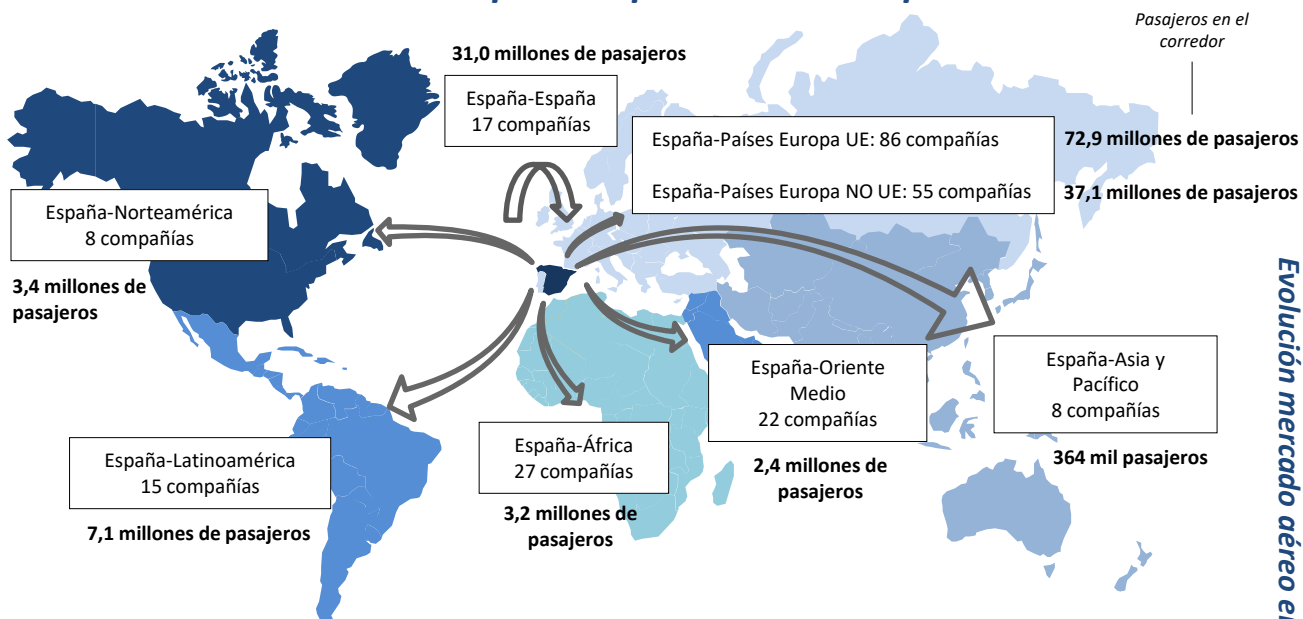 Pasajeros en el
corredor
31,0 millones de pasajeros
España-España
17 compañías
España-Países Europa UE: 86 compañías
72,9 millones de pasajeros
España-Países Europa NO UE: 55 compañías
37,1 millones de pasajeros
España-Norteamérica
8 compañías
3,4 millones de
pasajeros
España-Oriente
Medio
22 compañías
2,4 millones de
pasajeros
España-Asia y
Pacífico
8 compañías
364 mil pasajeros
España-África
27 compañías
3,2 millones de
pasajeros
España-Latinoamérica
15 compañías
7,1 millones de pasajeros
Evolución mercado aéreo